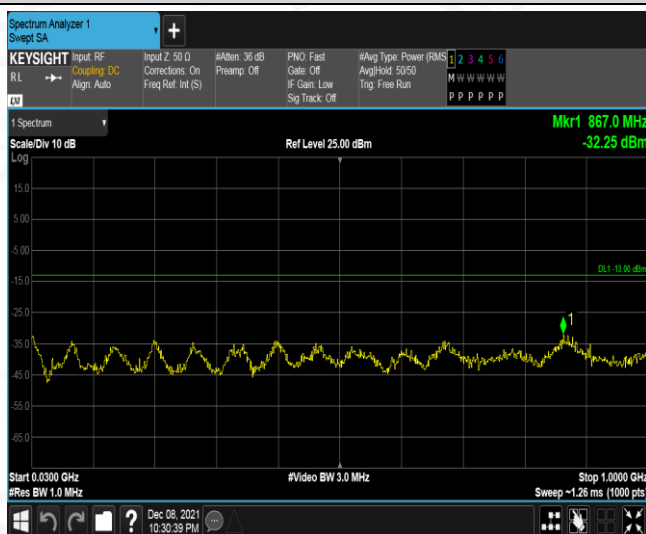 Spectrum Analyzer 1
Swept SA
+
KEYSIGHT
RL
LXI
Input: RF
Coupling: DC
Align: Auto
Input Z: 50 Ω
Corrections: On
Freq Ref: Int (S)
#Atten: 36 dB
Preamp: Off
PNO: Fast
Gate: Off
IF Gain: Low
Sig Track: Off
#Avg Type: Power (RMS
Avg|Hold: 50/50
Trig: Free Run
1 2 3 4 5 6
M W W W W W
P P P P P P
1 Spectrum
Mkr1 867.0 MHz
Scale/Div 10 dB
Ref Level 25.00 dBm
-32.25 dBm
Log
15.0
5.00
-5.00
DL1 -13.00 dBm
-15.0
-25.0
1
-35.0
-45.0
-55.0
-65.0
Start 0.0300 GHz
#Video BW 3.0 MHz
Stop 1.0000 GHz
#Res BW 1.0 MHz
Sweep ~1.26 ms (1000 pts)
?
Dec 08, 2021
10:30:39 PM